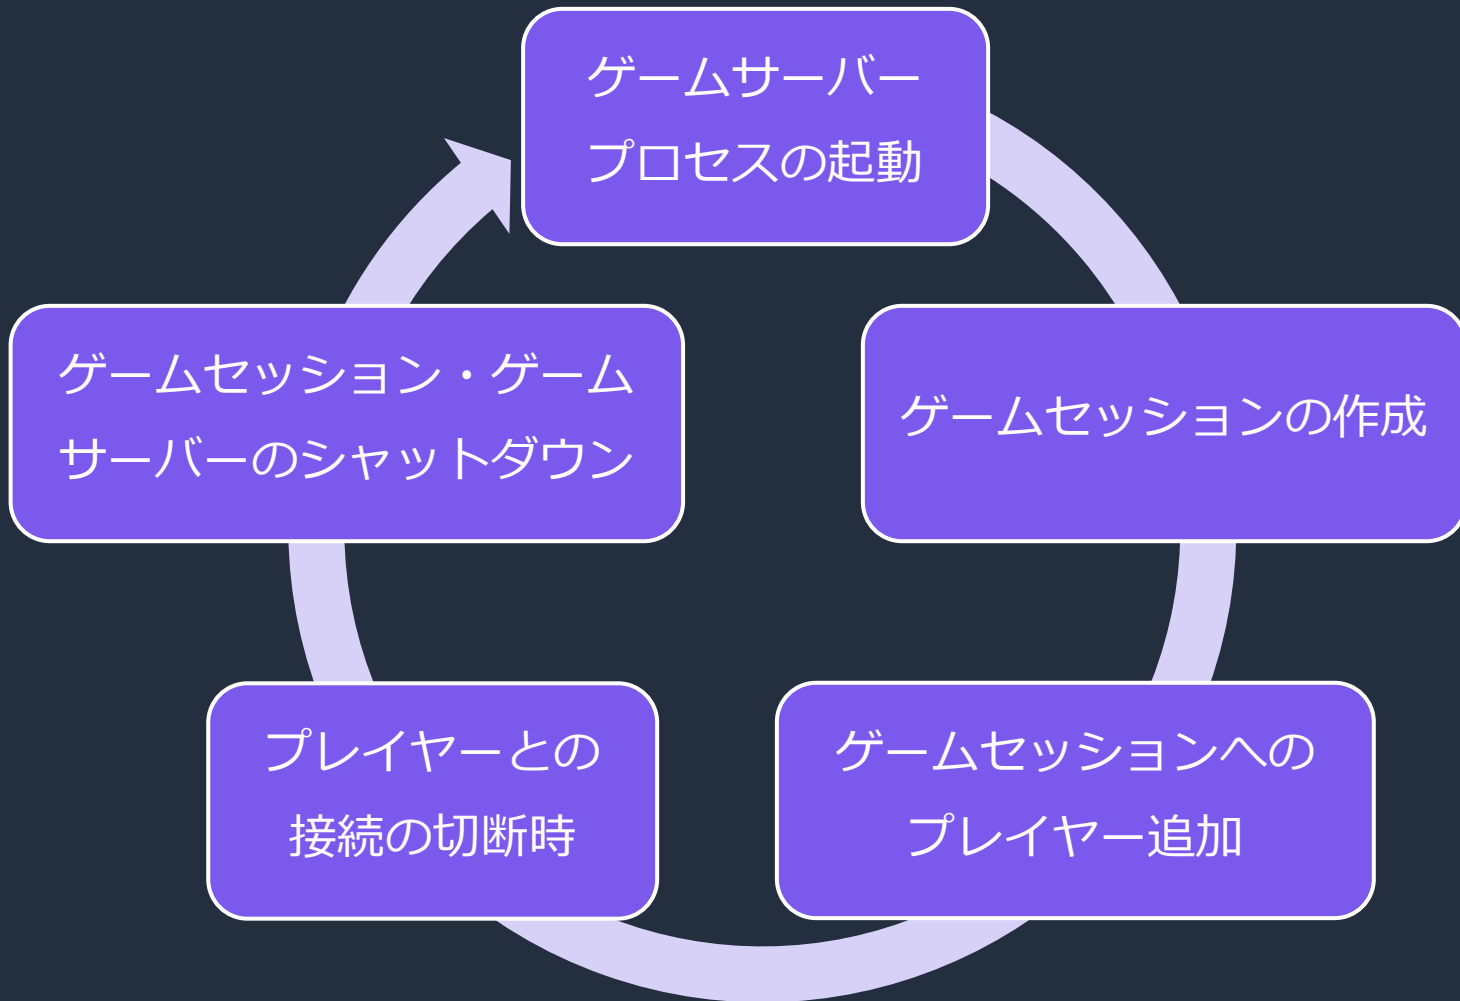 ゲームサーバー
プロセスの起動
ゲームセッションの作成
ゲームセッションへの
プレイヤー追加
プレイヤーとの
接続の切断時
ゲームセッション・ゲーム
サーバーのシャットダウン